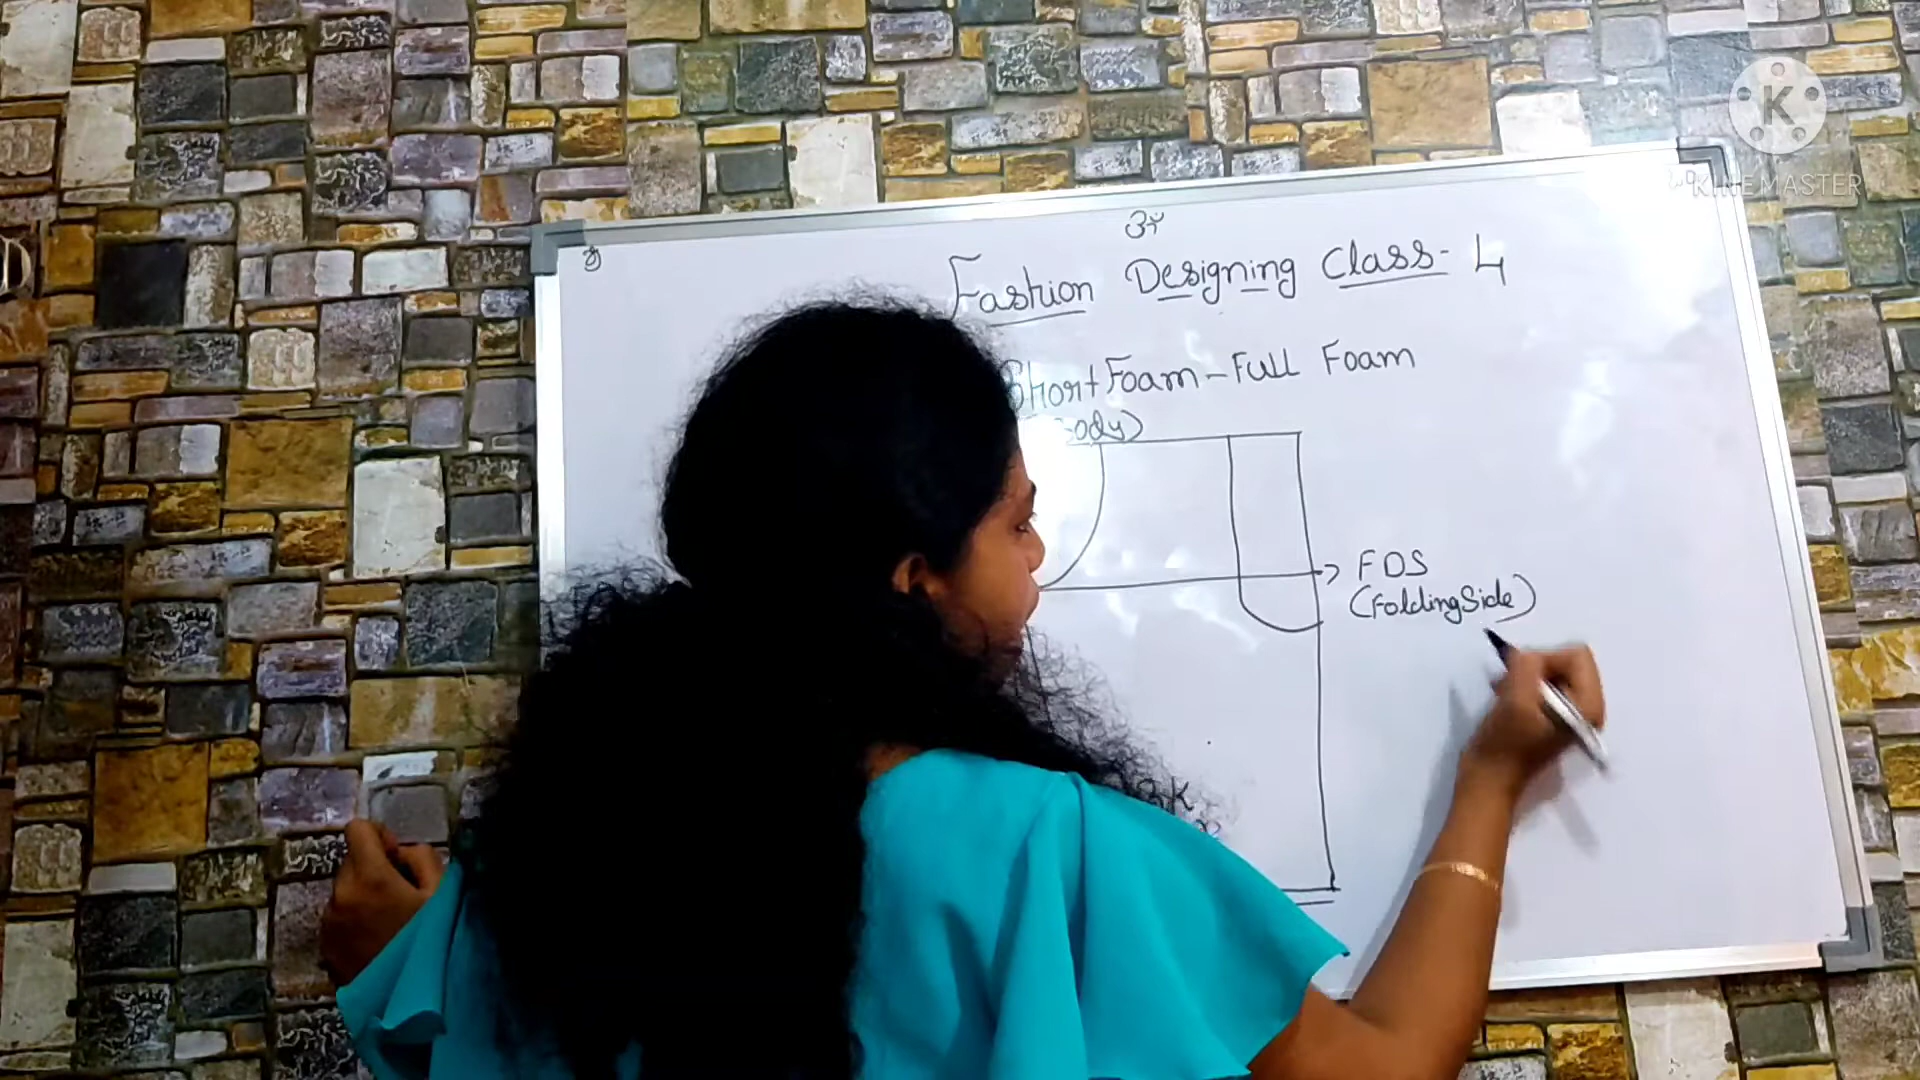 K
KINEMASTER
Fashion Designing Class- 4
Short Foam - Full Foam
FDS
(Folding Side)